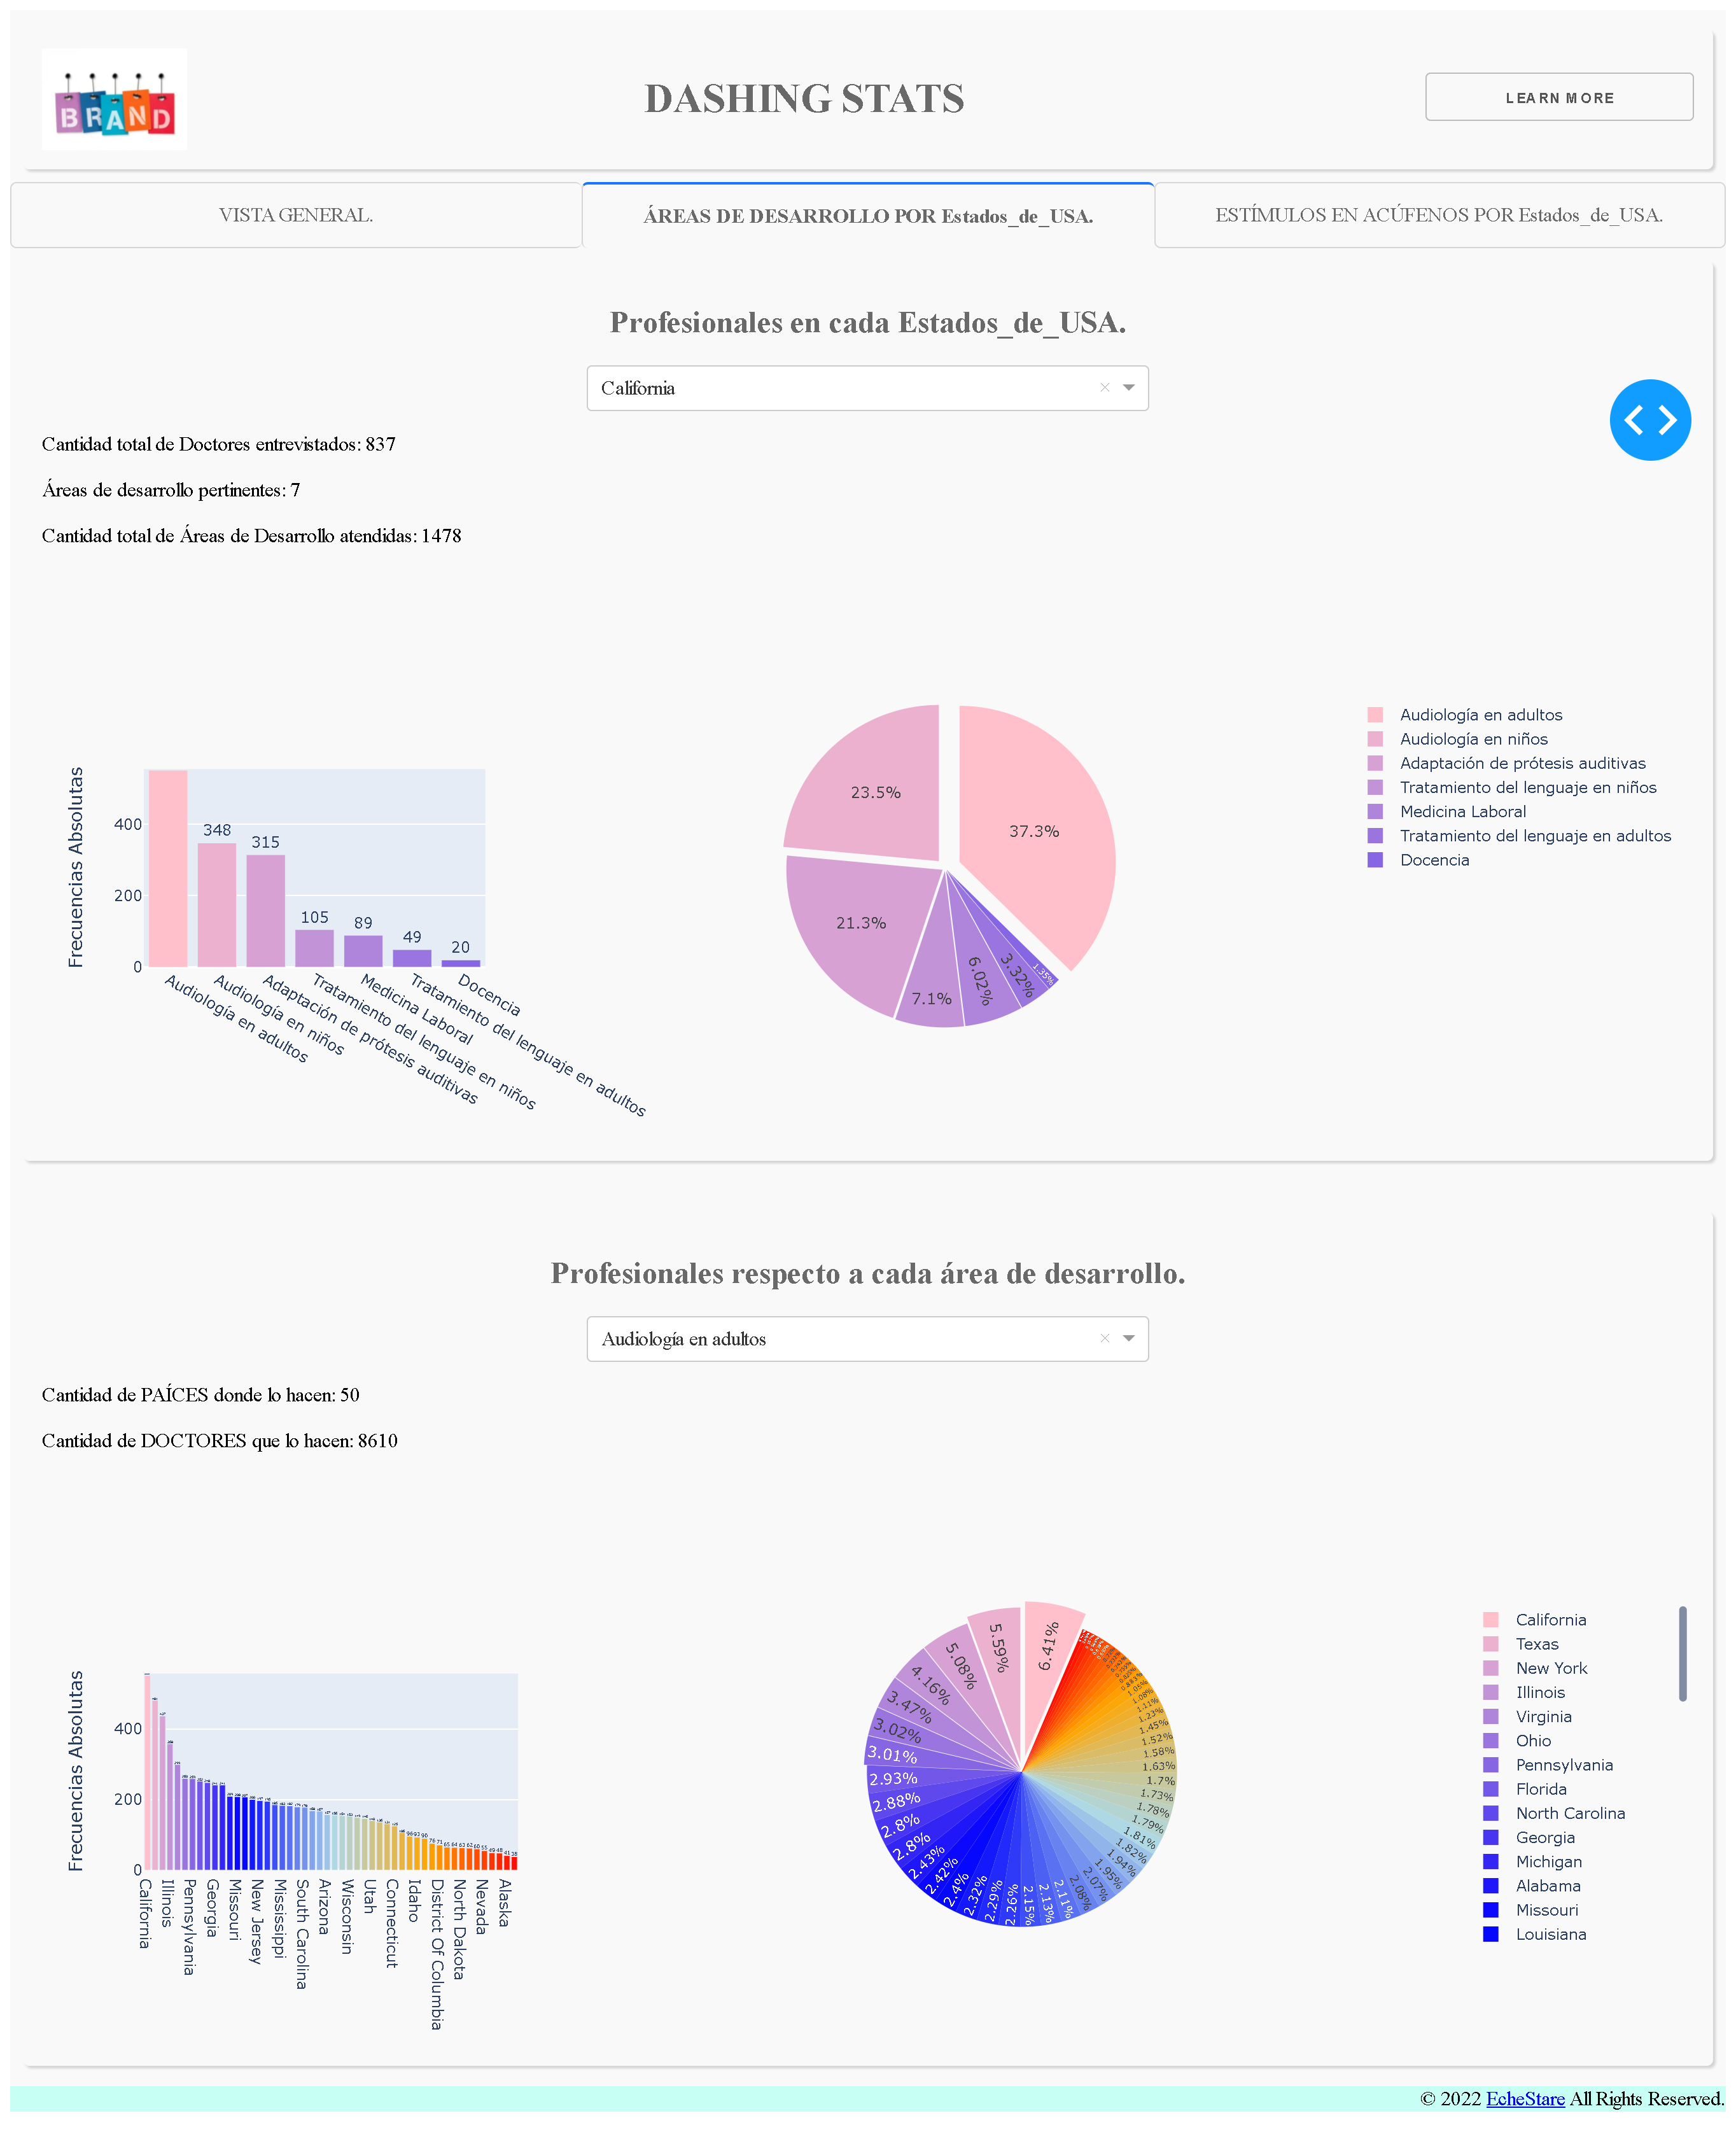 BRAND
DASHING STATS
LEARN MORE
VISTA GENERAL.
ÁREAS DE DESARROLLO POR Estados_de_USA.
ESTÍMULOS EN ACÚFENOS POR Estados_de_USA.
Profesionales en cada Estados_de_USA.
California
Cantidad total de Doctores entrevistados: 837
Áreas de desarrollo pertinentes: 7
Cantidad total de Áreas de Desarrollo atendidas: 1478
Frecuencias Absolutas
400
200
0
348
315
105
89
49
20
Audiología en adultos
Audiología en niños
Adaptación de prótesis auditivas
Tratamiento del lenguaje en niños
Medicina Laboral
Tratamiento del lenguaje en adultos
Docencia
37.3%
23.5%
21.3%
7.1%
6.02%
3.32%
1.35%
Audiología en adultos
Audiología en niños
Adaptación de prótesis auditivas
Tratamiento del lenguaje en niños
Medicina Laboral
Tratamiento del lenguaje en adultos
Docencia
Profesionales respecto a cada área de desarrollo.
Audiología en adultos
Cantidad de PAÍCES donde lo hacen: 50
Cantidad de DOCTORES que lo hacen: 8610
Frecuencias Absolutas
400
200
0
California
Illinois
Pennsylvania
Georgia
Missouri
New Jersey
Mississippi
South Carolina
Arizona
Wisconsin
Utah
Connecticut
Idaho
District Of Columbia
North Dakota
Nevada
Alaska
6.41%
5.59%
5.08%
4.16%
3.47%
3.02%
3.01%
2.93%
2.88%
2.8%
2.8%
2.43%
2.42%
2.4%
2.32%
2.29%
2.26%
2.15%
2.13%
2.11%
2.08%
2.07%
1.95%
1.94%
1.82%
1.81%
1.79%
1.78%
1.73%
1.7%
1.63%
1.58%
1.52%
1.45%
1.23%
1.11%
1.08%
1.05%
California
Texas
New York
Illinois
Virginia
Ohio
Pennsylvania
Florida
North Carolina
Georgia
Michigan
Alabama
Missouri
Louisiana
© 2022 EcheStare All Rights Reserved.